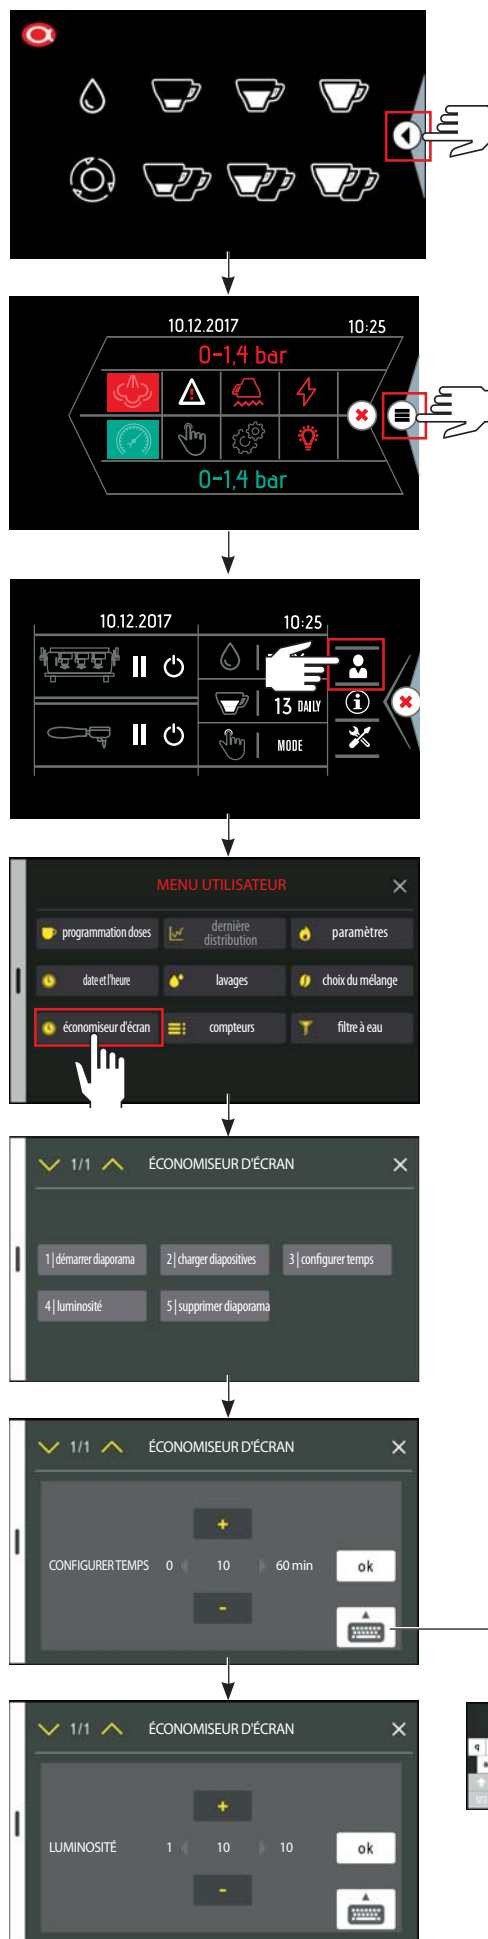 10.12.2017 10:25
0-1,4 bar
0-1,4 bar
10.12.2017 10:25
13 DAILY
MODE
MENU UTILISATEUR
programmation doses
dernière
distribution
paramètres
date et l'heure
lavages
choix du mélange
économiseur d'écran
compteurs
filtre à eau
1/1 ÉCONOMISEUR D'ÉCRAN
1 | démarrer diaporama
2 | charger diapositives
3 | configurer temps
4 | luminosité
5 | supprimer diaporama
1/1 ÉCONOMISEUR D'ÉCRAN
+
CONFIGURER TEMPS 0 10 60 min ok
-
1/1 ÉCONOMISEUR D'ÉCRAN
+
LUMINOSITÉ 1 10 10 ok
-